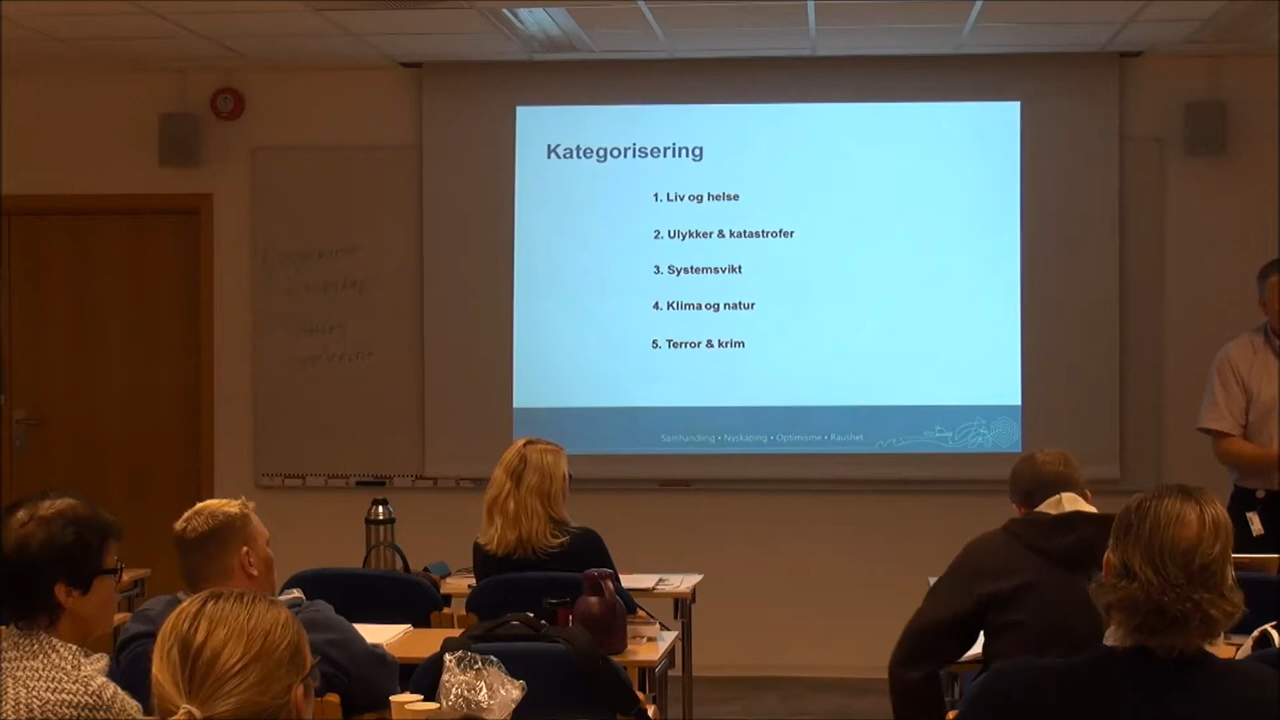 Kategorisering
1. Liv og helse
2. Ulykker & katastrofer
3. Systemsvikt
4. Klima og natur
5. Terror & krim
Samhandling • Nyskaping • Optimisme • Raushet